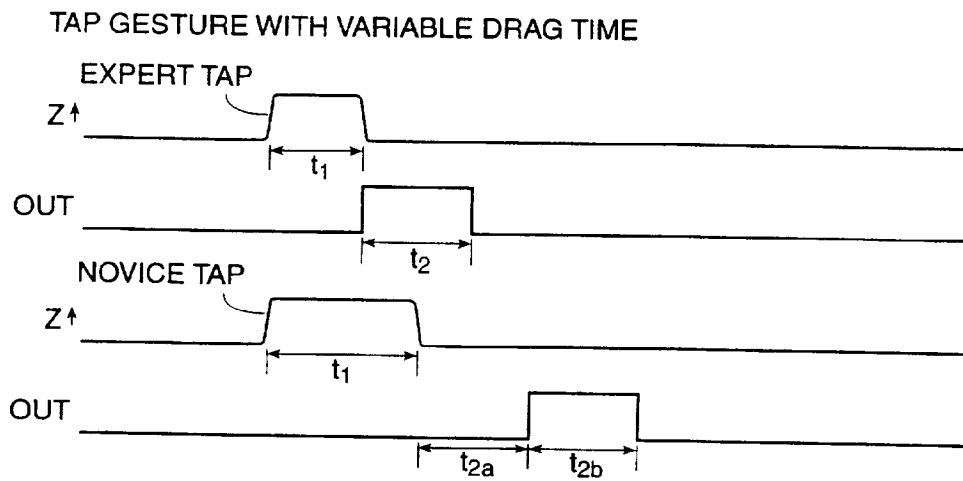 TAP GESTURE WITH VARIABLE DRAG TIME
EXPERT TAP
Z
t1
OUT
t2
NOVICE TAP
Z
t1
OUT
t2a
t2b